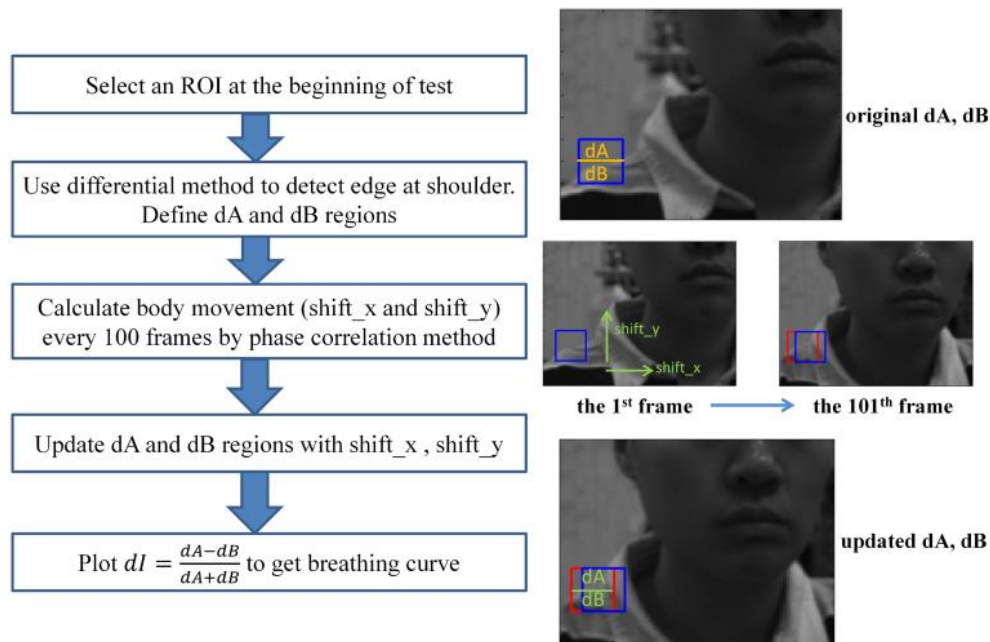 Select an ROI at the beginning of test
Use differential method to detect edge at shoulder.
Define dA and dB regions
Calculate body movement (shift_x and shift_y)
every 100 frames by phase correlation method
Update dA and dB regions with shift_x , shift_y
Plot dI = \frac{dA-dB}{dA+dB} to get breathing curve
dA
dB
original dA, dB
shift_y
shift_x
the 1st frame
the 101th frame
dA
dB
updated dA, dB